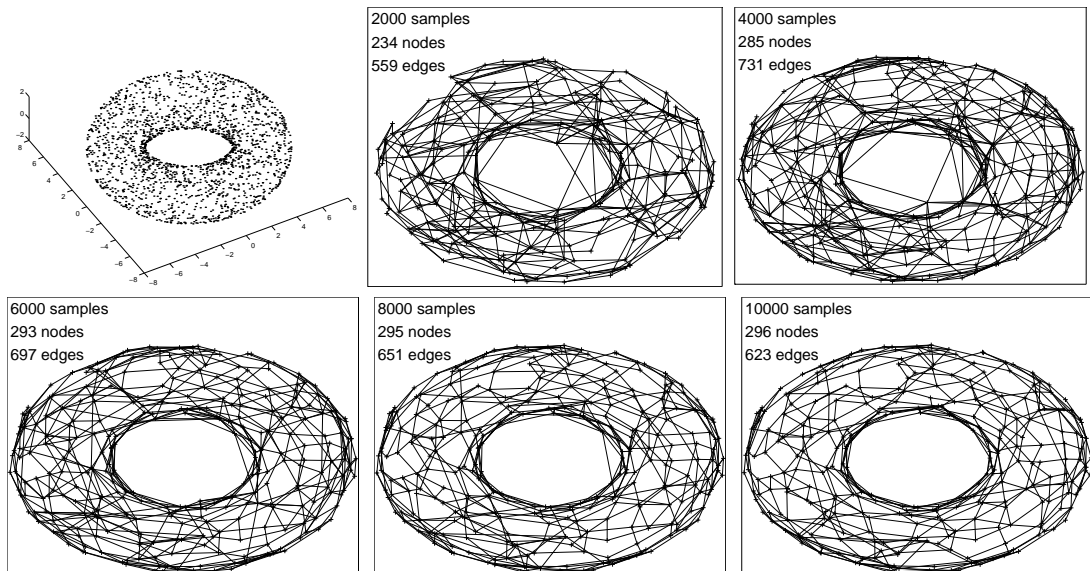 2000 samples
234 nodes
559 edges
4000 samples
285 nodes
731 edges
2
0
−2
8
6
4
2
0
−2
−4
−6
−8
−8
−6
−4
−2
0
2
4
6
8
6000 samples
293 nodes
697 edges
8000 samples
295 nodes
651 edges
10000 samples
296 nodes
623 edges